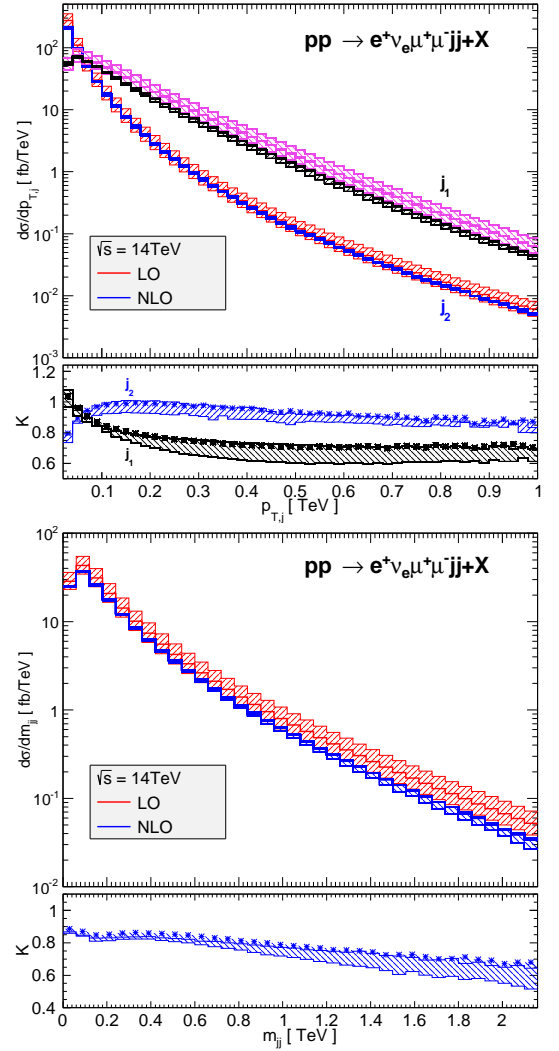 pp → e⁺νₑμ⁺μ⁻jj+X
10²
10
1
10⁻¹
10⁻²
10⁻³
dσ/dp_T,j [ fb/TeV ]
j₁
j₂
√s = 14TeV
LO
NLO
1.2
1
0.8
0.6
K
j₂
j₁
0.1 0.2 0.3 0.4 0.5 0.6 0.7 0.8 0.9 1
p_T,j [ TeV ]
pp → e⁺νₑμ⁺μ⁻jj+X
10²
10
1
10⁻¹
10⁻²
dσ/dm_jj [ fb/TeV ]
√s = 14TeV
LO
NLO
1
0.8
0.6
0.4
K
0 0.2 0.4 0.6 0.8 1 1.2 1.4 1.6 1.8 2
m_jj [ TeV ]